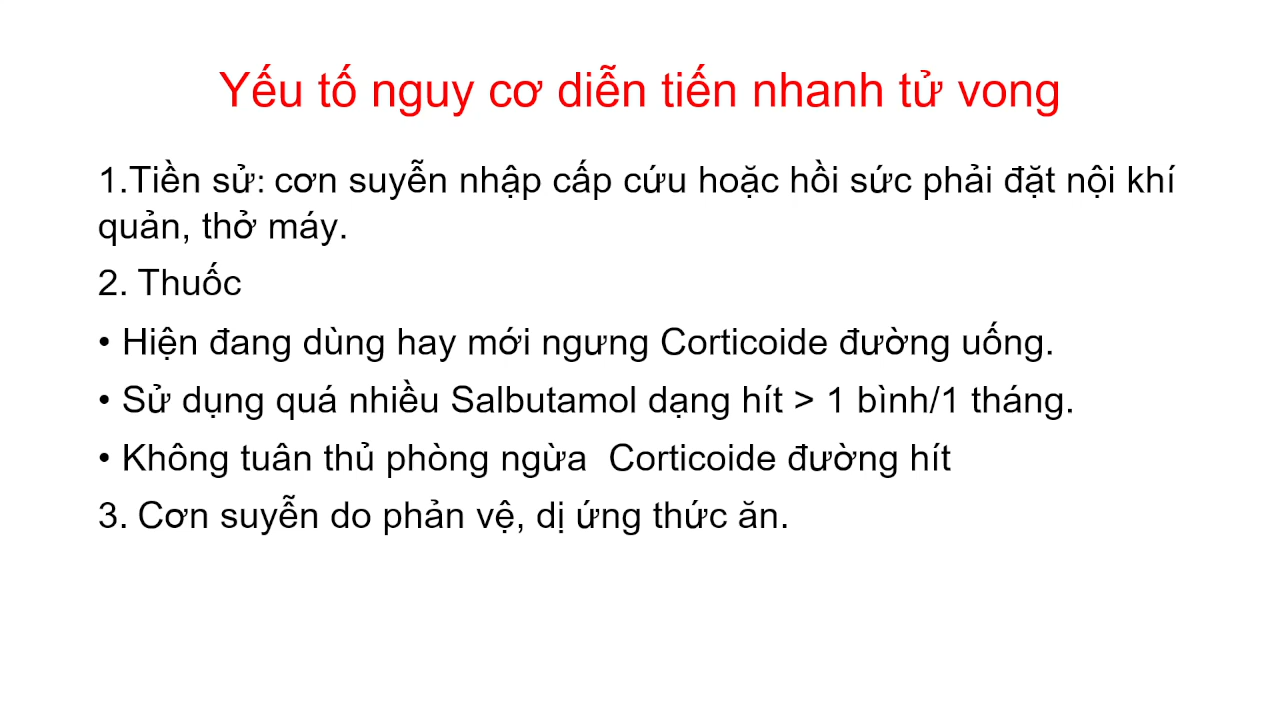 Yếu tố nguy cơ diễn tiến nhanh tử vong
1.Tiền sử: cơn suyễn nhập cấp cứu hoặc hồi sức phải đặt nội khí
quản, thở máy.
2. Thuốc
• Hiện đang dùng hay mới ngưng Corticoide đường uống.
• Sử dụng quá nhiều Salbutamol dạng hít > 1 bình/1 tháng.
• Không tuân thủ phòng ngừa  Corticoide đường hít
3. Cơn suyễn do phản vệ, dị ứng thức ăn.